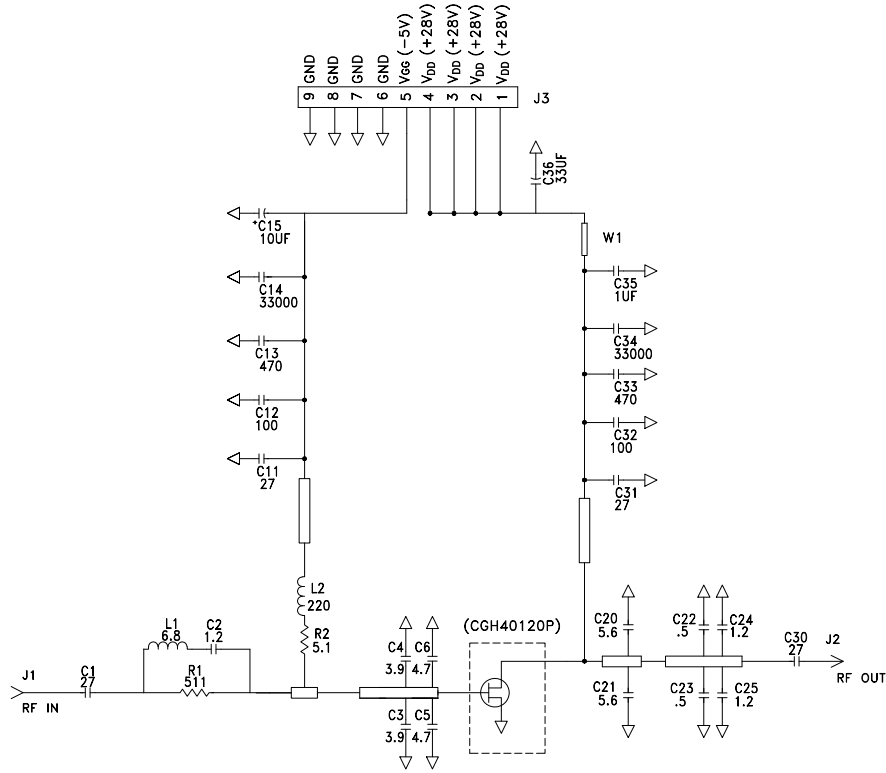 9 GND
8 GND
7 GND
6 GND
5 VGG (-5V)
4 VDD (+28V)
3 VDD (+28V)
2 VDD (+28V)
1 VDD (+28V)
J3
C36
33UF
+C15
10UF
W1
C14
33000
C35
1UF
C13
470
C34
33000
C33
470
C12
100
C32
100
C11
27
C31
27
L2
220
R2
5.1
L1
6.8
C2
1.2
R1
511
J1
RF IN
C1
27
C4
3.9
C6
4.7
C3
3.9
C5
4.7
(CGH40120P)
C20
5.6
C22
.5
C24
1.2
C21
5.6
C23
.5
C25
1.2
C30
27
J2
RF OUT